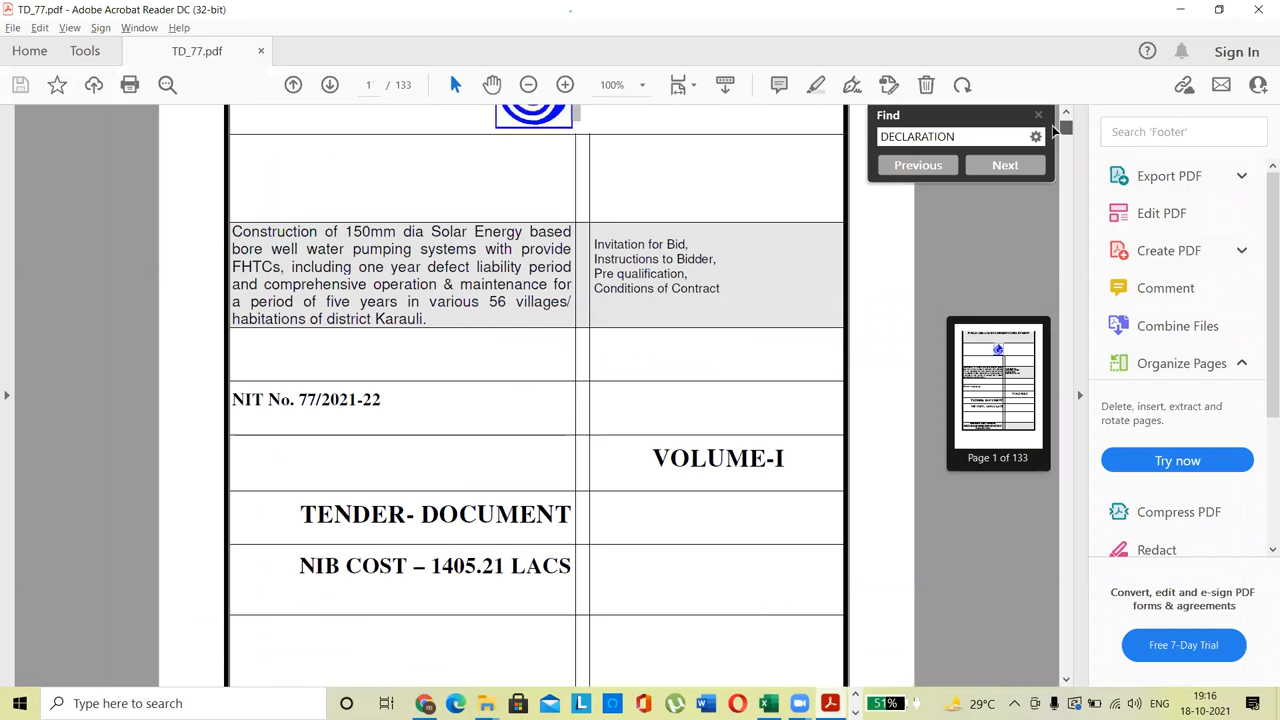 TD_77.pdf - Adobe Acrobat Reader DC (32-bit)
File Edit View Sign Window Help
Home Tools TD_77.pdf × Sign In
1 / 133 100%
Find
DECLARATION
Previous Next
Construction of 150mm dia Solar Energy based
bore well water pumping systems with provide
FHTCs, including one year defect liability period
and comprehensive operation & maintenance for
a period of five years in various 56 villages/
habitations of district Karauli.
Invitation for Bid,
Instructions to Bidder,
Pre qualification,
Conditions of Contract
NIT No. 77/2021-22
VOLUME-I
TENDER- DOCUMENT
NIB COST – 1405.21 LACS
Page 1 of 133
Search 'Footer'
Export PDF
Edit PDF
Create PDF
Comment
Combine Files
Organize Pages
Delete, insert, extract and
rotate pages.
Try now
Compress PDF
Redact
Convert, edit and e-sign PDF
forms & agreements
Free 7-Day Trial
Type here to search
51%
29°C
ENG
19:16
18-10-2021